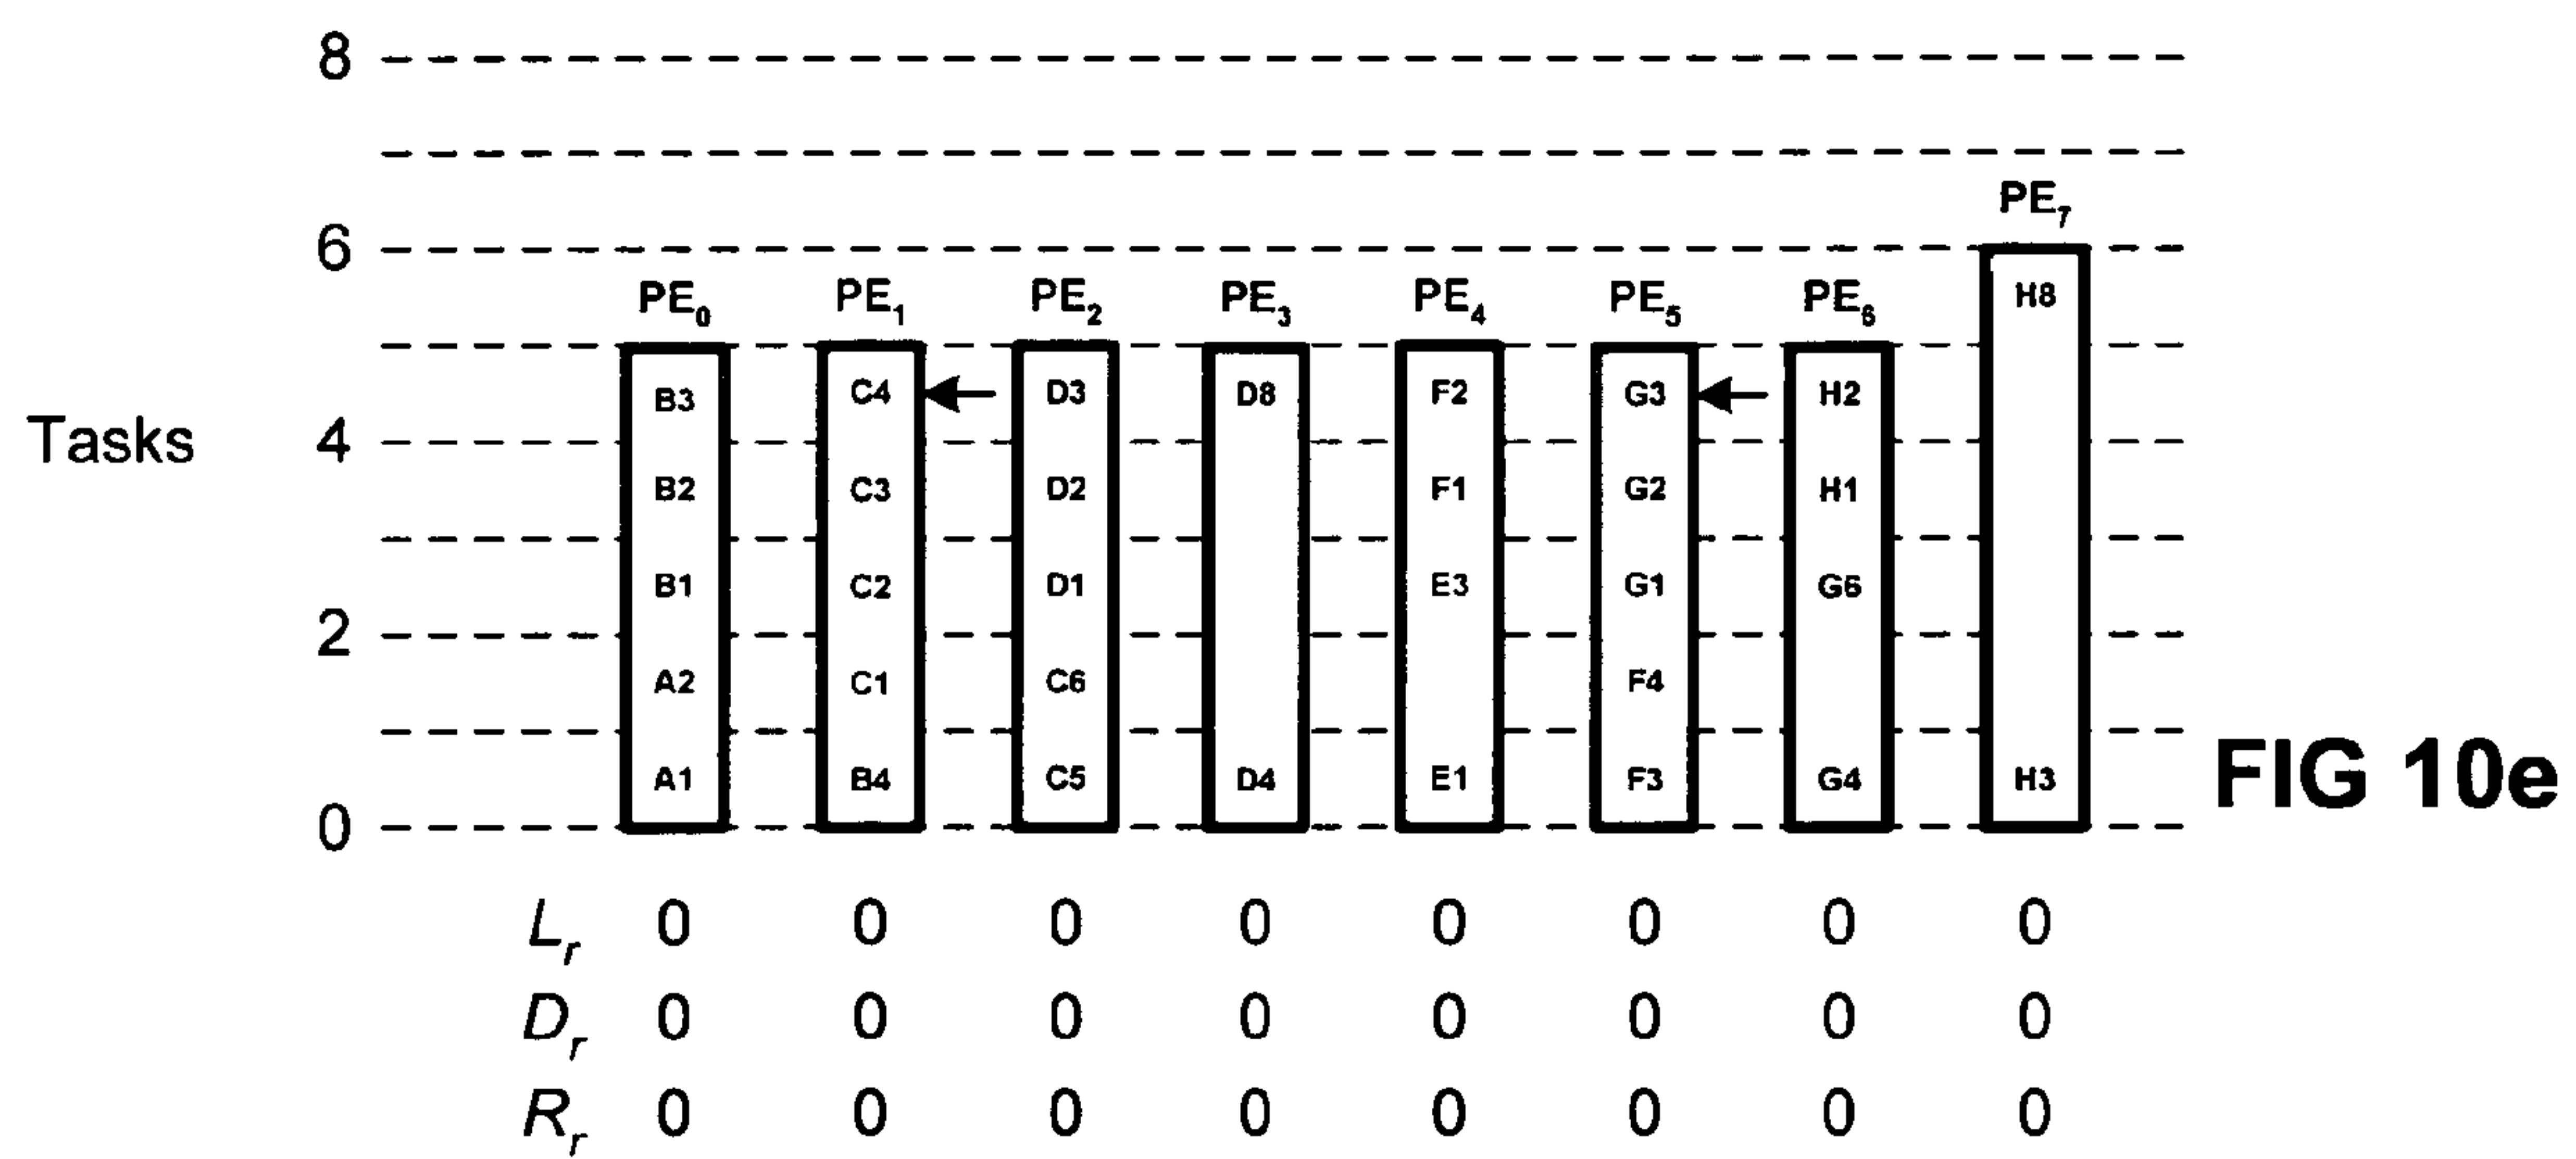 8
PE₇
6
H8
PE₀ PE₁ PE₂ PE₃ PE₄ PE₅ PE₆
B3 C4 D3 D8 F2 G3 H2
Tasks 4
B2 C3 D2 F1 G2 H1
B1 C2 D1 E3 G1 G6
2
A2 C1 C6 F4
A1 B4 C5 D4 E1 F3 G4 H3
FIG 10e
0
Lᵣ 0 0 0 0 0 0 0 0
Dᵣ 0 0 0 0 0 0 0 0
Rᵣ 0 0 0 0 0 0 0 0